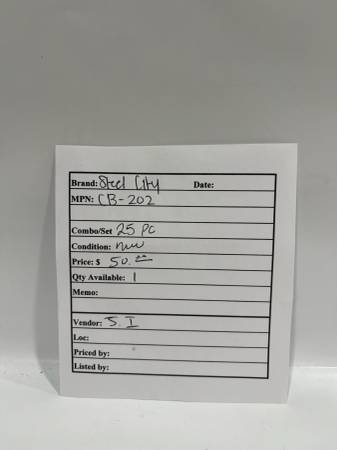 Brand: Steel City Date:
MPN: CB-202
Combo/Set 25 PC
Condition: new
Price: $ 50.00
Qty Available: 1
Memo:
Vendor: S. I
Loc:
Priced by:
Listed by: